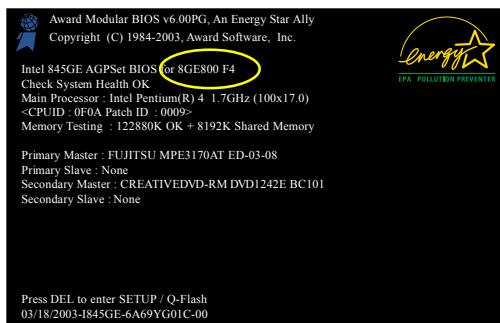 Award Modular BIOS v6.00PG, An Energy Star Ally
Copyright (C) 1984-2003, Award Software, Inc.
energy
EPA POLLUTION PREVENTER
Intel 845GE AGPSet BIOS for 8GE800 F4
Check System Health OK
Main Processor : Intel Pentium(R) 4 1.7GHz (100x17.0)
<CPUID : 0F0A Patch ID : 0009>
Memory Testing : 122880K OK + 8192K Shared Memory
Primary Master : FUJITSU MPE3170AT ED-03-08
Primary Slave : None
Secondary Master : CREATIVEDVD-RM DVD1242E BC101
Secondary Slave : None
Press DEL to enter SETUP / Q-Flash
03/18/2003-I845GE-6A69YG01C-00